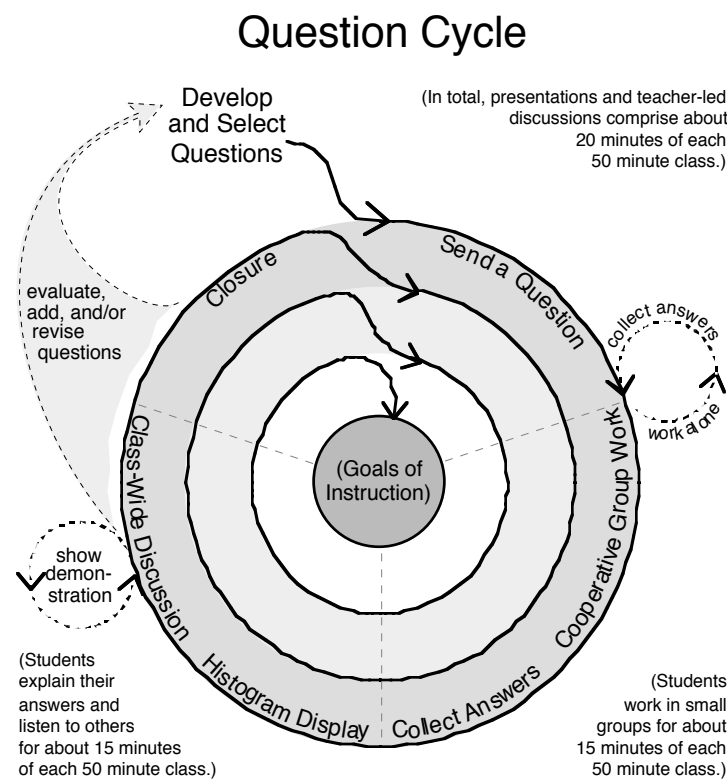 Question Cycle
Develop
and Select
Questions
(In total, presentations and teacher-led
discussions comprise about
20 minutes of each
50 minute class.)
Send a Question
collect answers
work alone
Cooperative Group Work
Collect Answers
Histogram Display
Class-Wide Discussion
Closure
evaluate,
add, and/or
revise
questions
(Goals of
Instruction)
show
demon-
stration
(Students
explain their
answers and
listen to others
for about 15 minutes
of each 50 minute class.)
(Students
work in small
groups for about
15 minutes of each
50 minute class.)